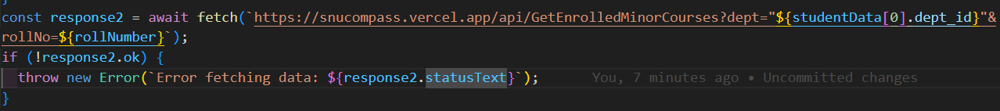 }
const response2 = await fetch(`https://snucompass.vercel.app/api/GetEnrolledMinorCourses?dept="${studentData[0].dept_id}"&
rollNo=${rollNumber}`);
if (!response2.ok) {
throw new Error(`Error fetching data: ${response2.statusText}`); You, 7 minutes ago • Uncommitted changes
}